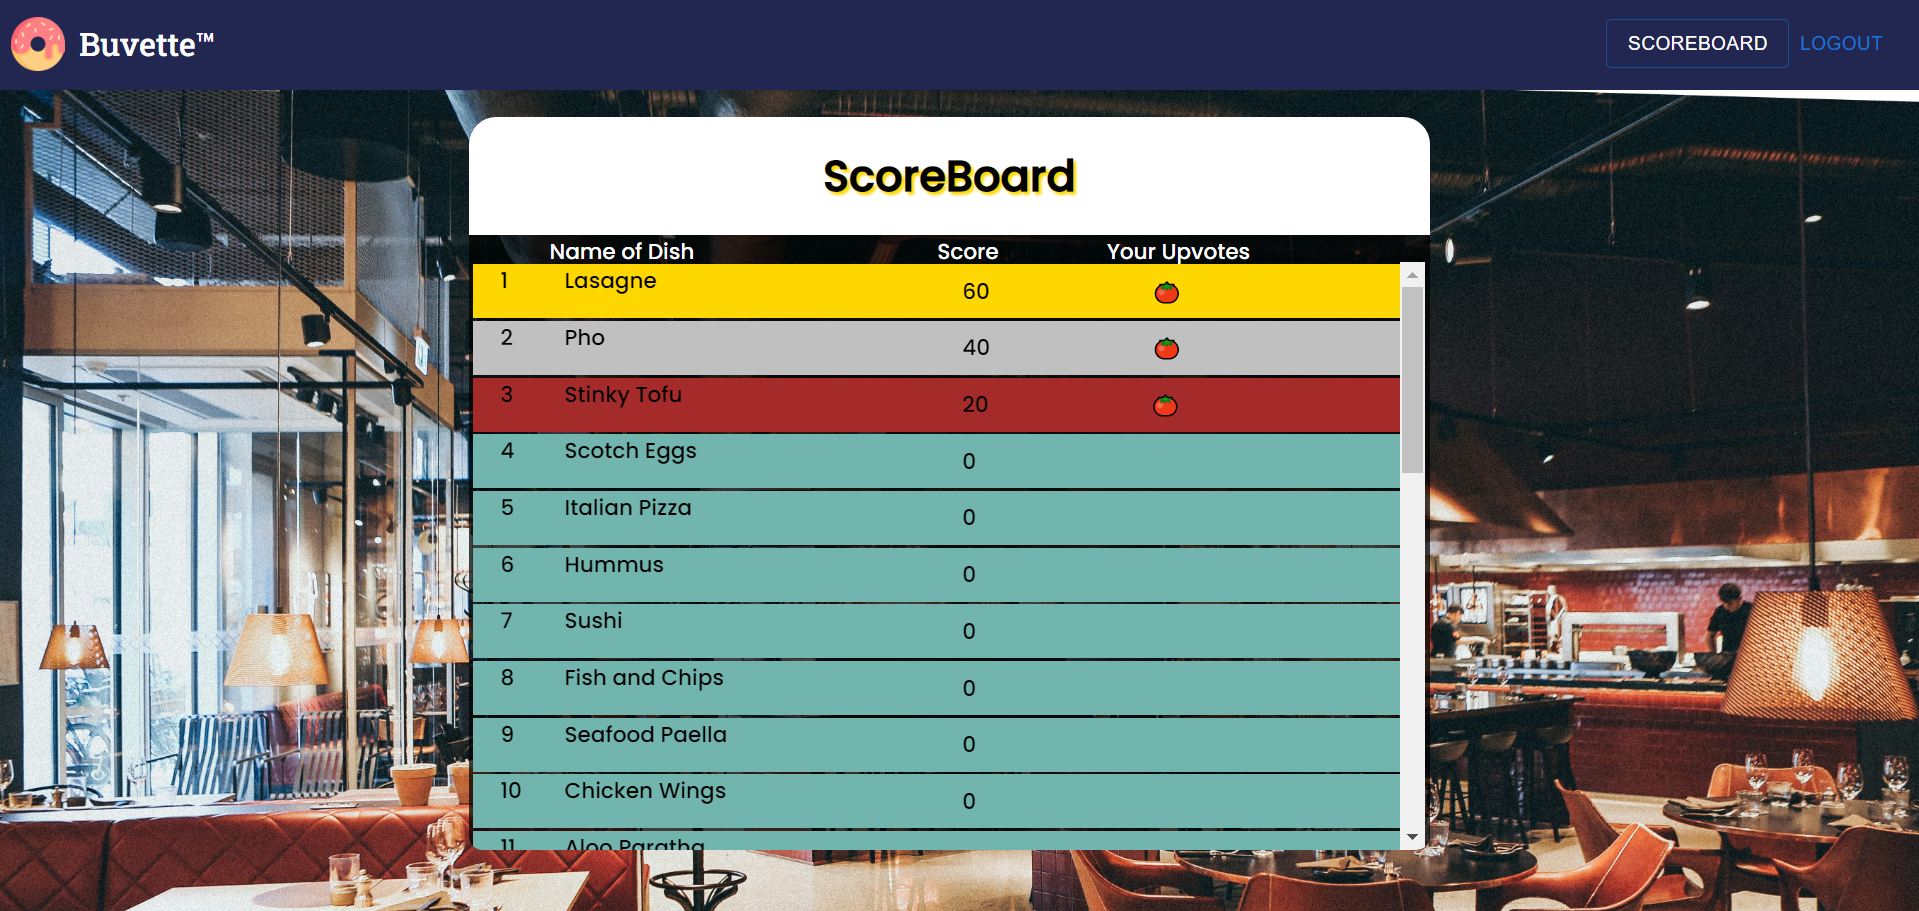 Buvette™
SCOREBOARD LOGOUT
ScoreBoard
Name of Dish Score Your Upvotes
1 Lasagne 60
2 Pho 40
3 Stinky Tofu 20
4 Scotch Eggs 0
5 Italian Pizza 0
6 Hummus 0
7 Sushi 0
8 Fish and Chips 0
9 Seafood Paella 0
10 Chicken Wings 0
11 Aloo Paratha